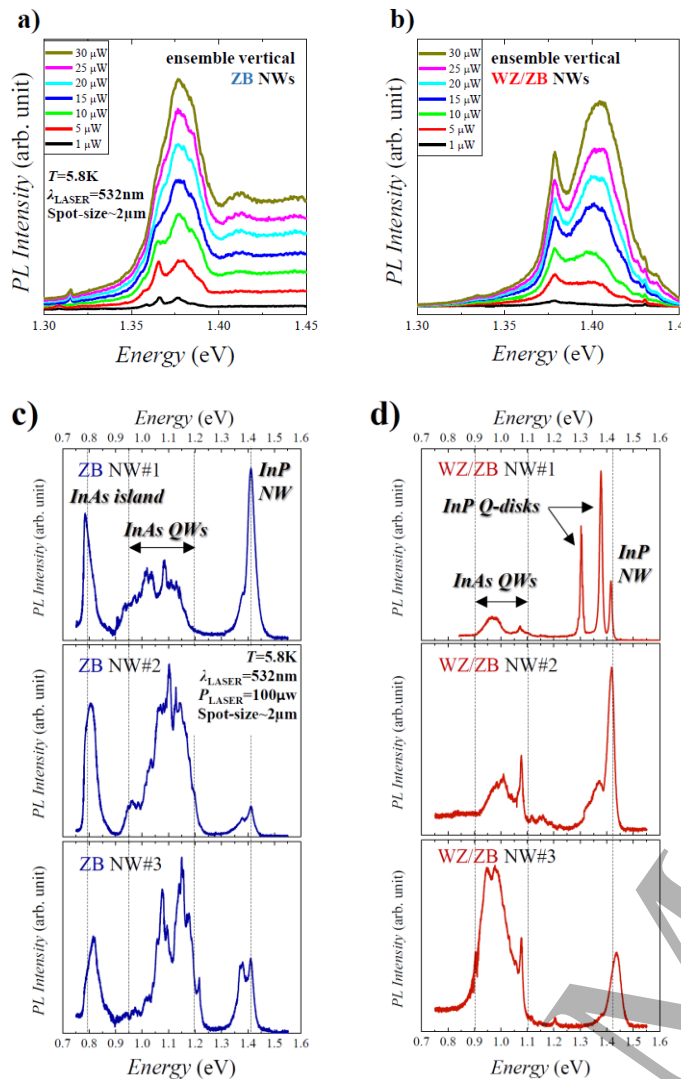 a)
b)
PL Intensity (arb. unit)
30 μW
25 μW
20 μW
15 μW
10 μW
5 μW
1 μW
ensemble vertical
ZB NWs
T=5.8K
λLASER=532nm
Spot-size~2μm
1.30 1.35 1.40 1.45
Energy (eV)
PL Intensity (arb. unit)
30 μW
25 μW
20 μW
15 μW
10 μW
5 μW
1 μW
ensemble vertical
WZ/ZB NWs
1.30 1.35 1.40 1.4
Energy (eV)
c)
Energy (eV)
0.7 0.8 0.9 1.0 1.1 1.2 1.3 1.4 1.5 1.6
PL Intensity (arb. unit)
ZB NW#1
InAs island
InAs QWs
InP
NW
PL Intensity (arb. unit)
ZB NW#2
T=5.8K
λLASER=532nm
PLASER=100μw
Spot-size~2μm
PL Intensity (arb. unit)
ZB NW#3
0.7 0.8 0.9 1.0 1.1 1.2 1.3 1.4 1.5 1.6
Energy (eV)
d)
Energy (eV)
0.7 0.8 0.9 1.0 1.1 1.2 1.3 1.4 1.5 1.6
PL Intensity (arb. unit)
WZ/ZB NW#1
InP Q-disks
InP
NW
InAs QWs
PL Intensity (arb.unit)
WZ/ZB NW#2
PL Intensity (arb. unit)
WZ/ZB NW#3
0.7 0.8 0.9 1.0 1.1 1.2 1.3 1.4 1.5 1.6
Energy (eV)